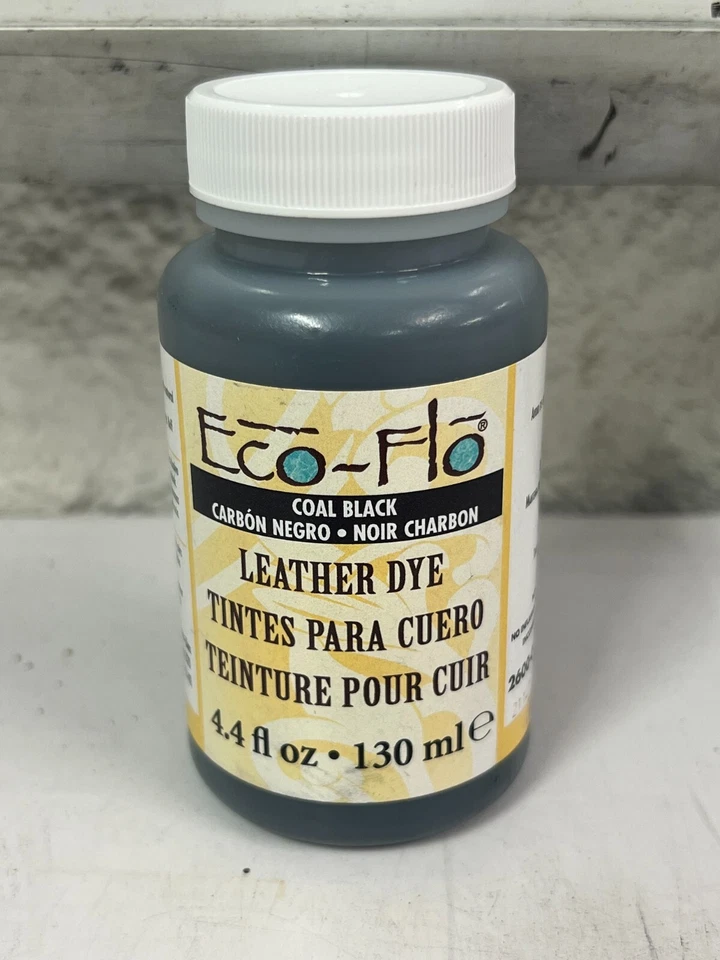 Eco-Flo®
COAL BLACK
CARBÓN NEGRO • NOIR CHARBON
LEATHER DYE
TINTES PARA CUERO
TEINTURE POUR CUIR
4.4 fl oz • 130 ml ℮
2600